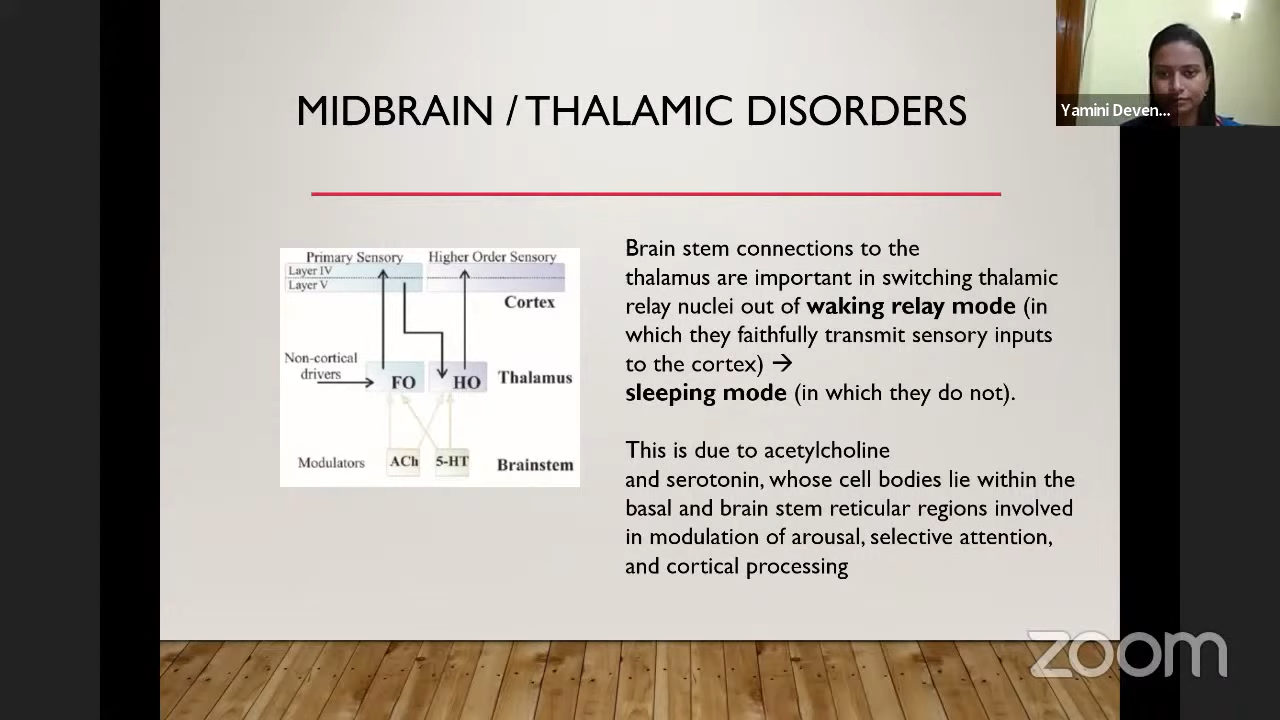 MIDBRAIN / THALAMIC DISORDERS
Yamini Deven...
Primary Sensory
Higher Order Sensory
Layer IV
Layer V
Cortex
Non-cortical
drivers
FO
HO
Thalamus
Modulators
ACh
5-HT
Brainstem
Brain stem connections to the
thalamus are important in switching thalamic
relay nuclei out of waking relay mode (in
which they faithfully transmit sensory inputs
to the cortex) →
sleeping mode (in which they do not).
This is due to acetylcholine
and serotonin, whose cell bodies lie within the
basal and brain stem reticular regions involved
in modulation of arousal, selective attention,
and cortical processing
zoom